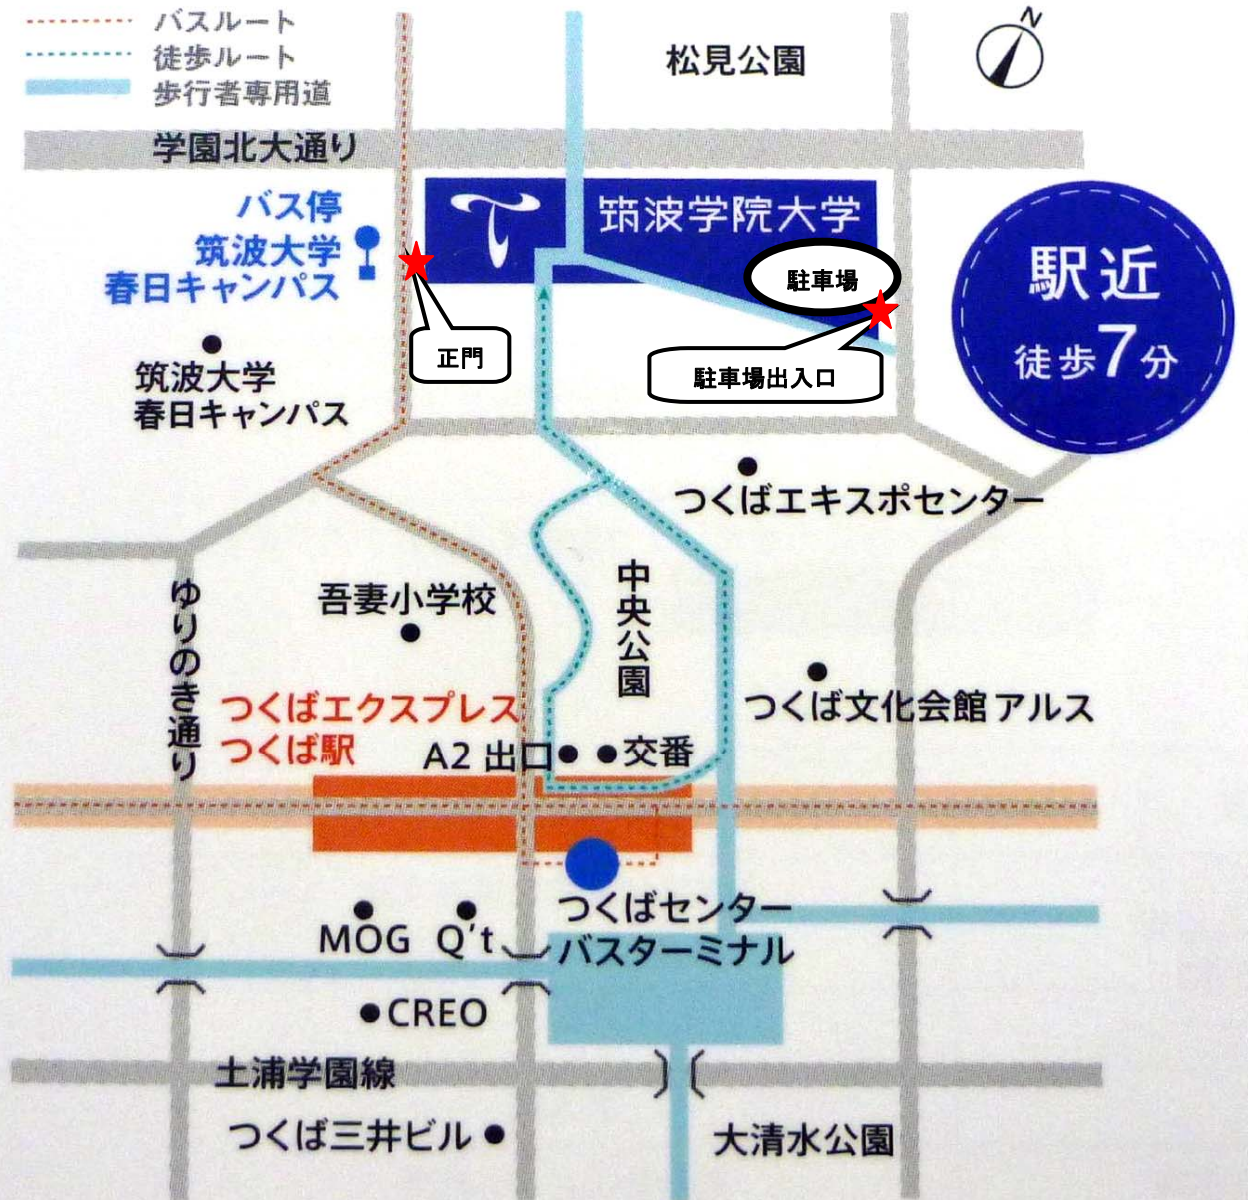 バスルート
徒歩ルート
歩行者専用道
松見公園
N
学園北大通り
バス停
筑波大学
春日キャンパス
筑波学院大学
駐車場
駅近
徒歩7分
正門
駐車場出入口
筑波大学
春日キャンパス
つくばエキスポセンター
吾妻小学校
中央公園
ゆりのき通り
つくばエクスプレス
つくば駅
A2 出口
交番
つくば文化会館アルス
つくばセンター
バスターミナル
MOG
Q't
CREO
土浦学園線
つくば三井ビル
大清水公園